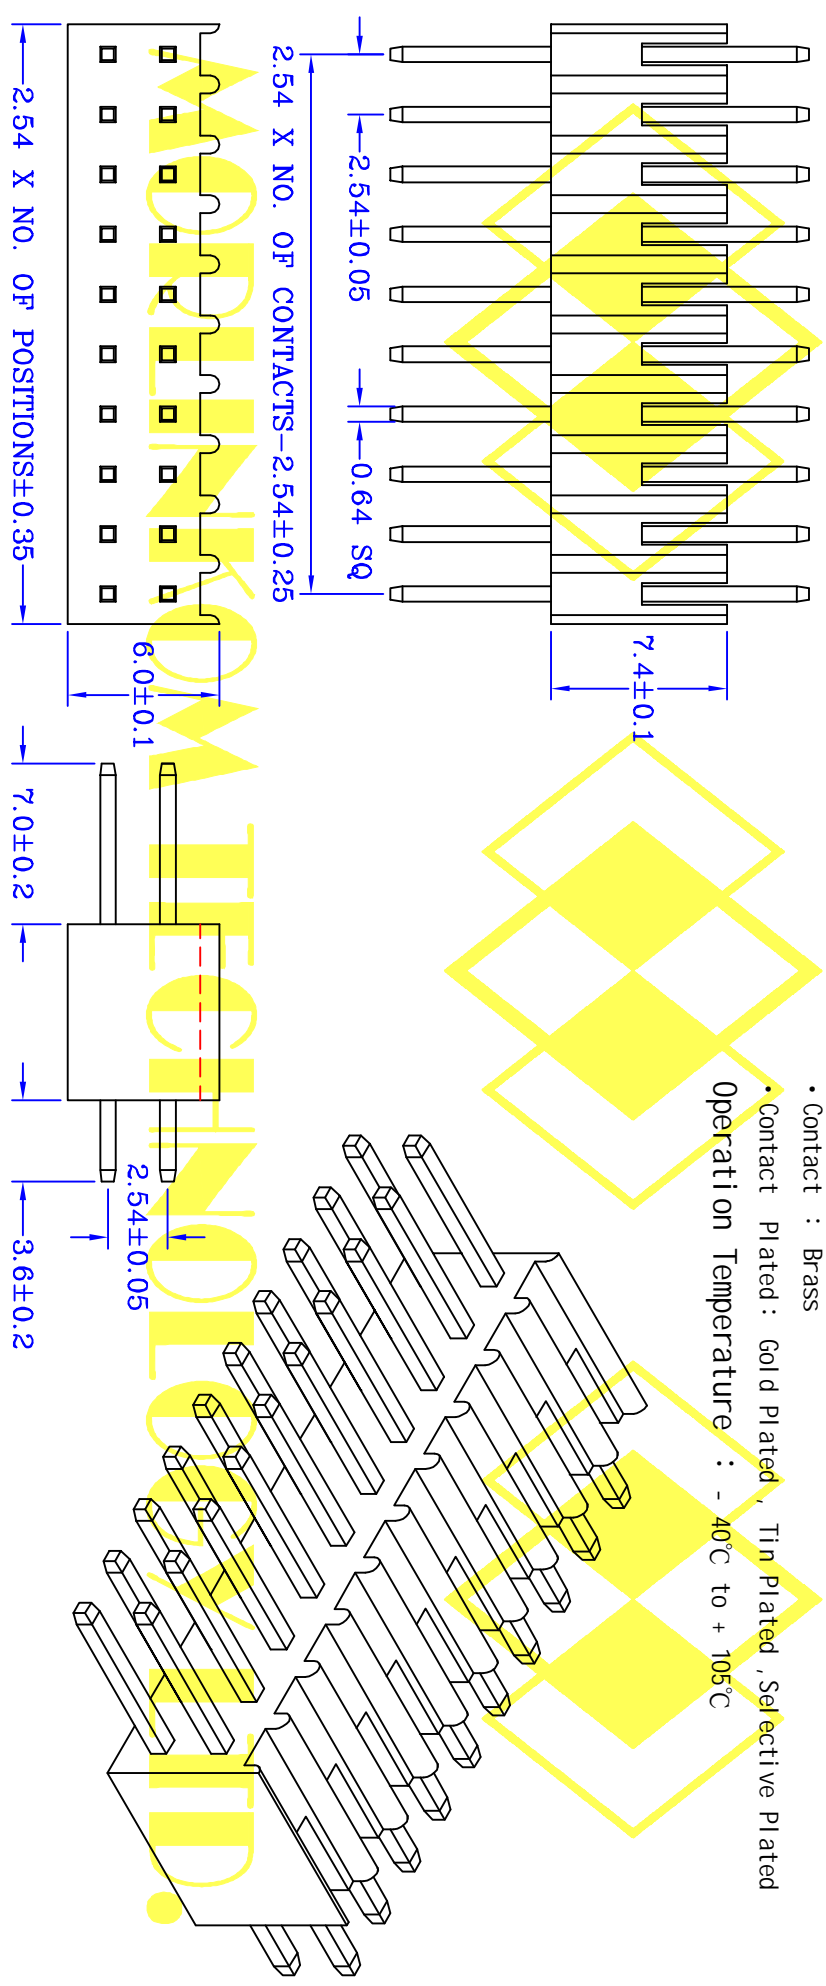 • Contact : Brass
• Contact Plated: Gold Plated , Tin Plated ,Selective Plated
Operation Temperature : - 40℃ to + 105℃
7.4±0.1
2.54±0.05
0.64 SQ
2.54 X NO. OF CONTACTS-2.54±0.25
2.54 X NO. OF POSITIONS±0.35
6.0±0.1
7.0±0.2
2.54±0.05
3.6±0.2
MORLINKOM TECHNOLOGY LTD.